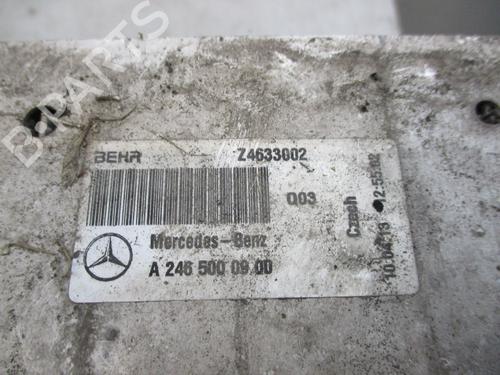 B-PARTS
BEHR Z4633002
Q03
Mercedes-Benz
A 246 500 09 00
Czech